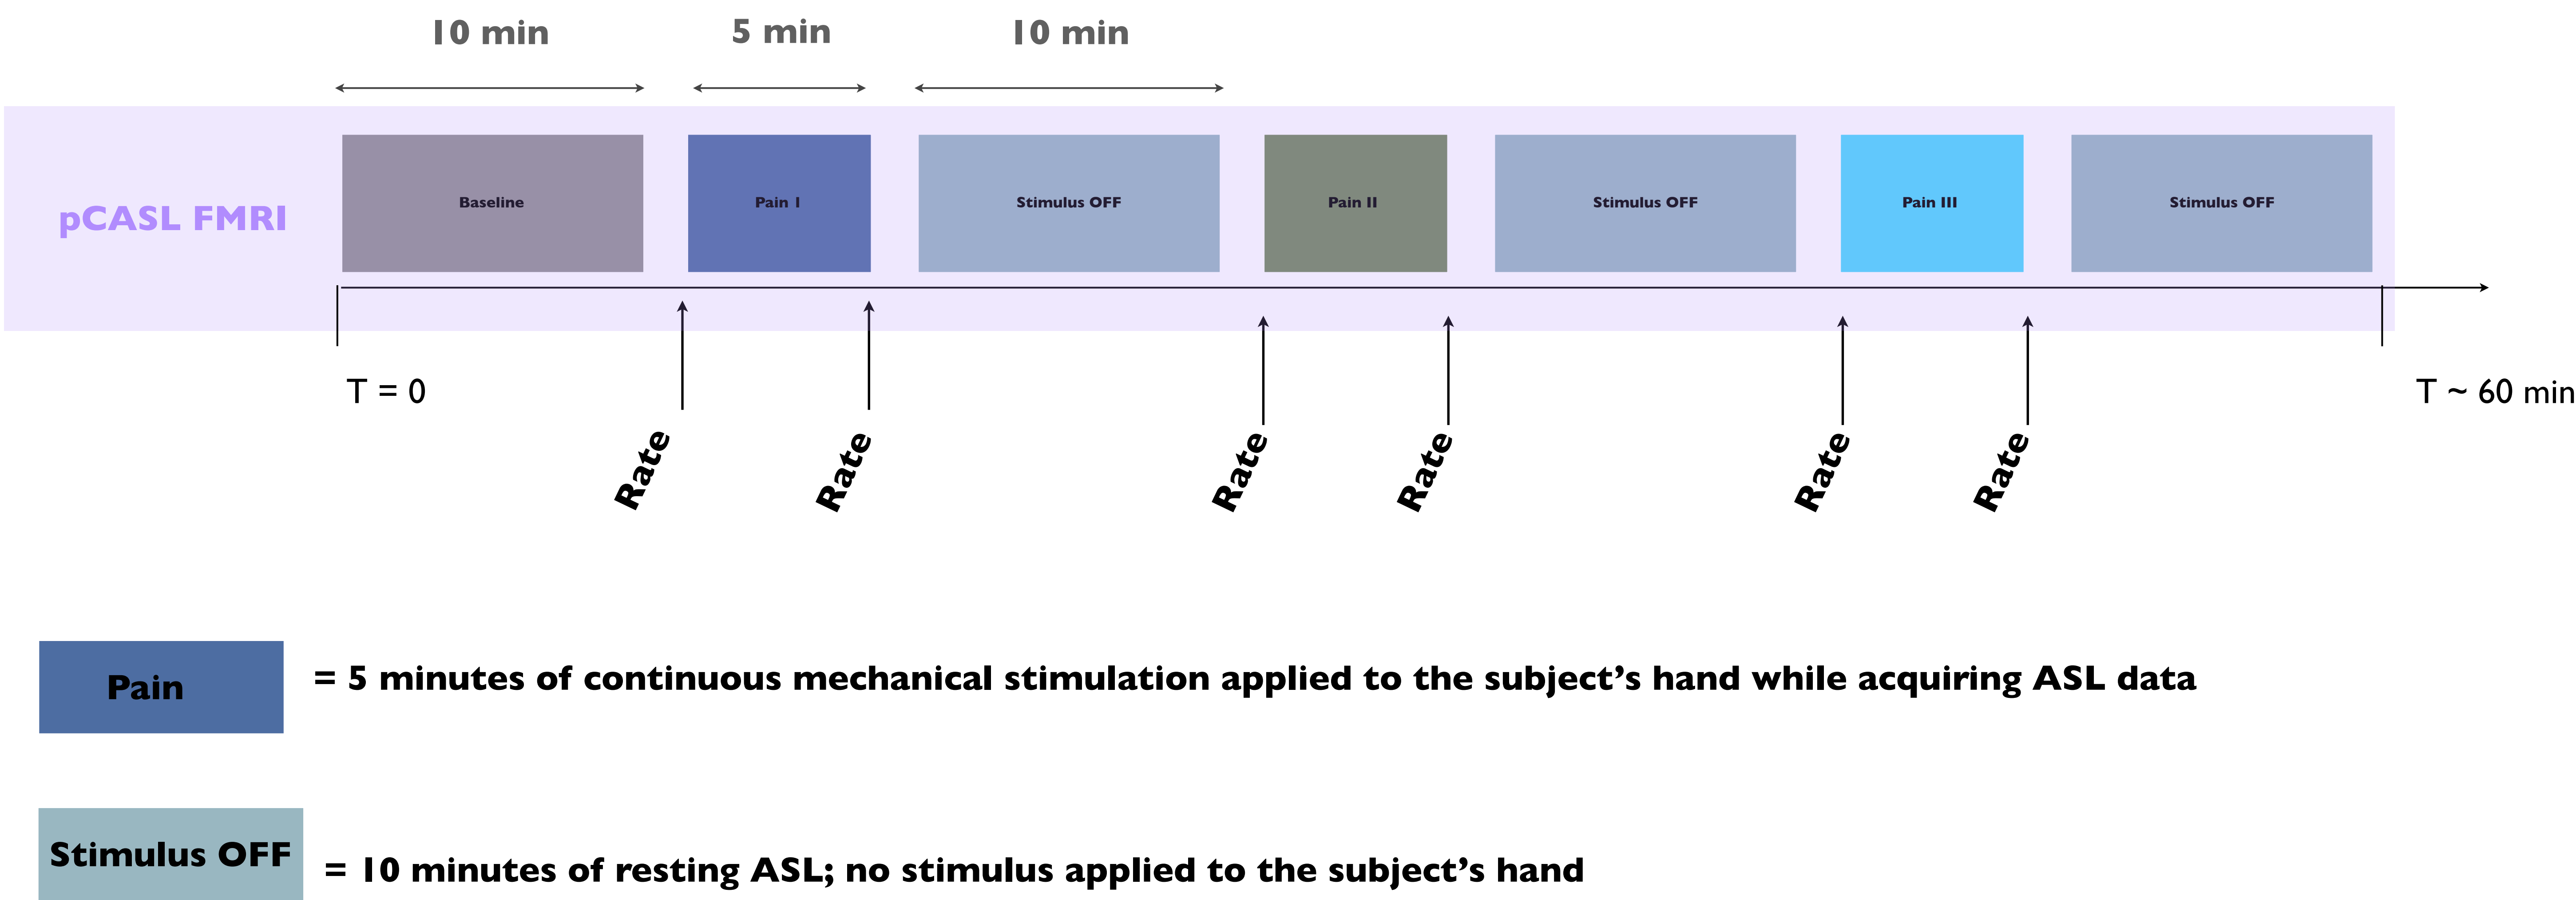 10 min
5 min
10 min
pCASL FMRI
Baseline
Pain 1
Stimulus OFF
Pain II
Stimulus OFF
Pain III
Stimulus OFF
T = 0
T ~ 60 min
Rate
Rate
Rate
Rate
Rate
Rate
Pain
= 5 minutes of continuous mechanical stimulation applied to the subject’s hand while acquiring ASL data
Stimulus OFF
= 10 minutes of resting ASL; no stimulus applied to the subject’s hand